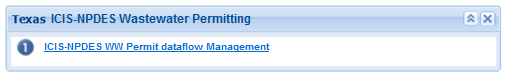 Texas ICIS-NPDES Wastewater Permitting
1 ICIS-NPDES WW Permit dataflow Management